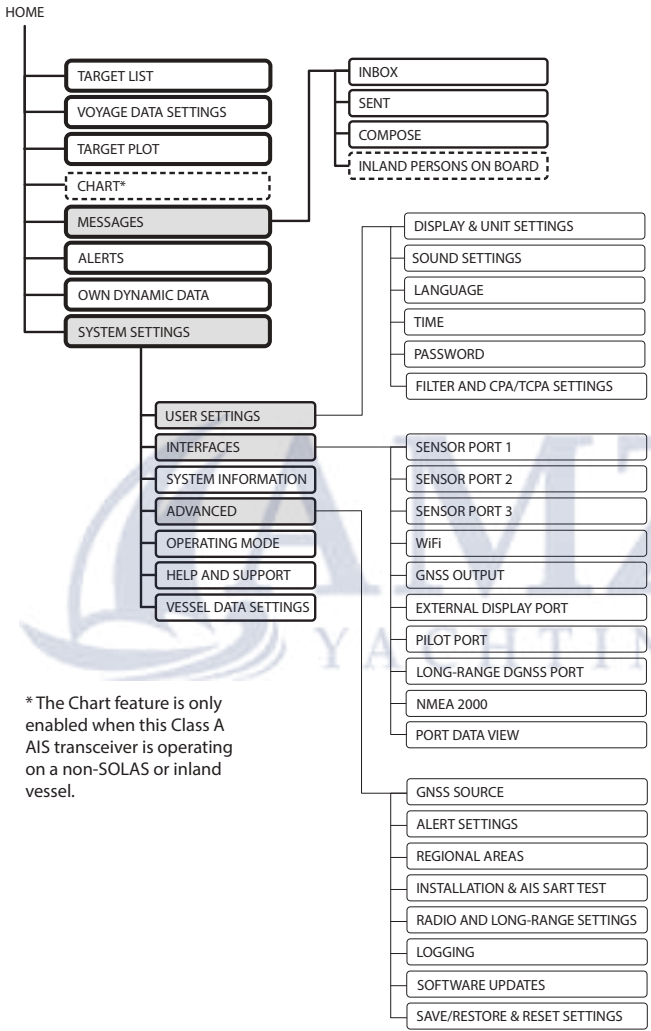 HOME
TARGET LIST
VOYAGE DATA SETTINGS
TARGET PLOT
CHART*
MESSAGES
ALERTS
OWN DYNAMIC DATA
SYSTEM SETTINGS
INBOX
SENT
COMPOSE
INLAND PERSONS ON BOARD
USER SETTINGS
INTERFACES
SYSTEM INFORMATION
ADVANCED
OPERATING MODE
HELP AND SUPPORT
VESSEL DATA SETTINGS
DISPLAY & UNIT SETTINGS
SOUND SETTINGS
LANGUAGE
TIME
PASSWORD
FILTER AND CPA/TCPA SETTINGS
SENSOR PORT 1
SENSOR PORT 2
SENSOR PORT 3
WiFi
GNSS OUTPUT
EXTERNAL DISPLAY PORT
PILOT PORT
LONG-RANGE DGNSS PORT
NMEA 2000
PORT DATA VIEW
GNSS SOURCE
ALERT SETTINGS
REGIONAL AREAS
INSTALLATION & AIS SART TEST
RADIO AND LONG-RANGE SETTINGS
LOGGING
SOFTWARE UPDATES
SAVE/RESTORE & RESET SETTINGS
* The Chart feature is only
enabled when this Class A
AIS transceiver is operating
on a non-SOLAS or inland
vessel.
AMZ